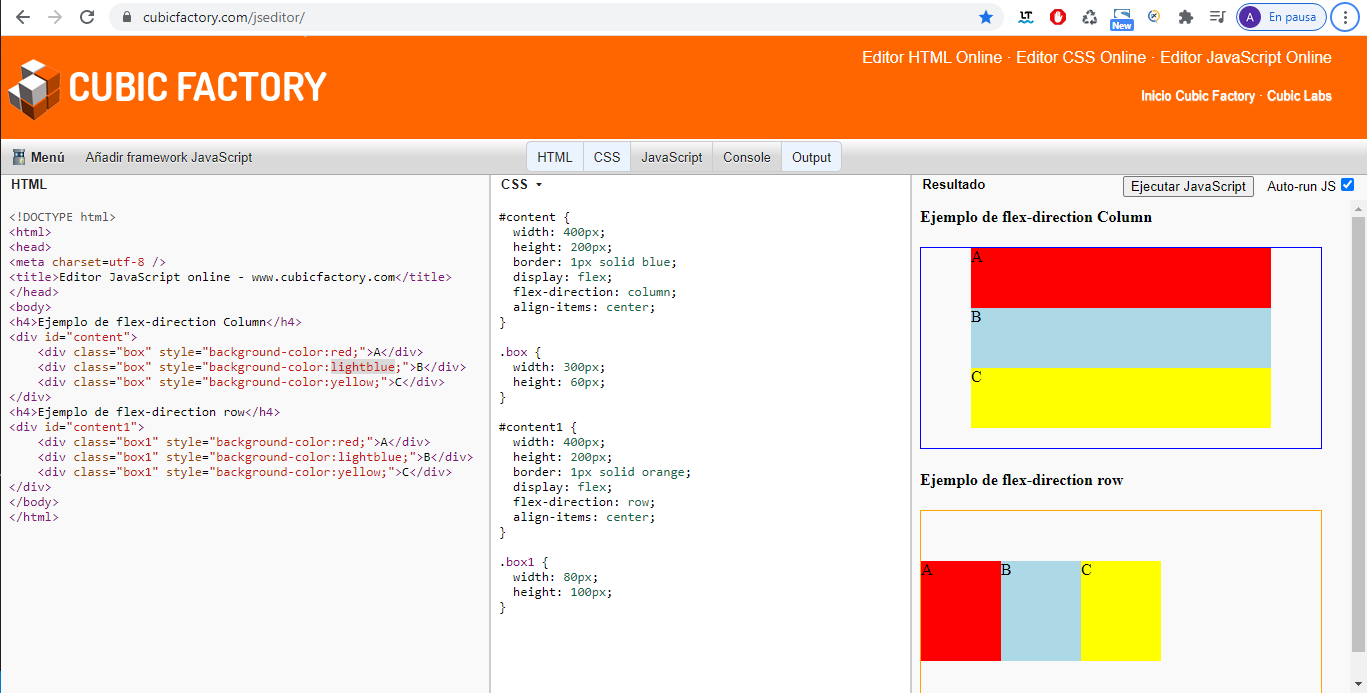 cubicfactory.com/jseditor/
LT
New
A
En pausa
CUBIC FACTORY
Editor HTML Online · Editor CSS Online · Editor JavaScript Online
Inicio Cubic Factory · Cubic Labs
Menú
Añadir framework JavaScript
HTML
CSS
JavaScript
Console
Output
HTML
<!DOCTYPE html>
<html>
<head>
<meta charset=utf-8 />
<title>Editor JavaScript online - www.cubicfactory.com</title>
</head>
<body>
<h4>Ejemplo de flex-direction Column</h4>
<div id="content">
    <div class="box" style="background-color:red;">A</div>
    <div class="box" style="background-color:lightblue;">B</div>
    <div class="box" style="background-color:yellow;">C</div>
</div>
<h4>Ejemplo de flex-direction row</h4>
<div id="content1">
    <div class="box1" style="background-color:red;">A</div>
    <div class="box1" style="background-color:lightblue;">B</div>
    <div class="box1" style="background-color:yellow;">C</div>
</div>
</body>
</html>
CSS
#content {
  width: 400px;
  height: 200px;
  border: 1px solid blue;
  display: flex;
  flex-direction: column;
  align-items: center;
}
.box {
  width: 300px;
  height: 60px;
}
#content1 {
  width: 400px;
  height: 200px;
  border: 1px solid orange;
  display: flex;
  flex-direction: row;
  align-items: center;
}
.box1 {
  width: 80px;
  height: 100px;
}
Resultado
Ejecutar JavaScript
Auto-run JS
Ejemplo de flex-direction Column
A
B
C
Ejemplo de flex-direction row
A
B
C